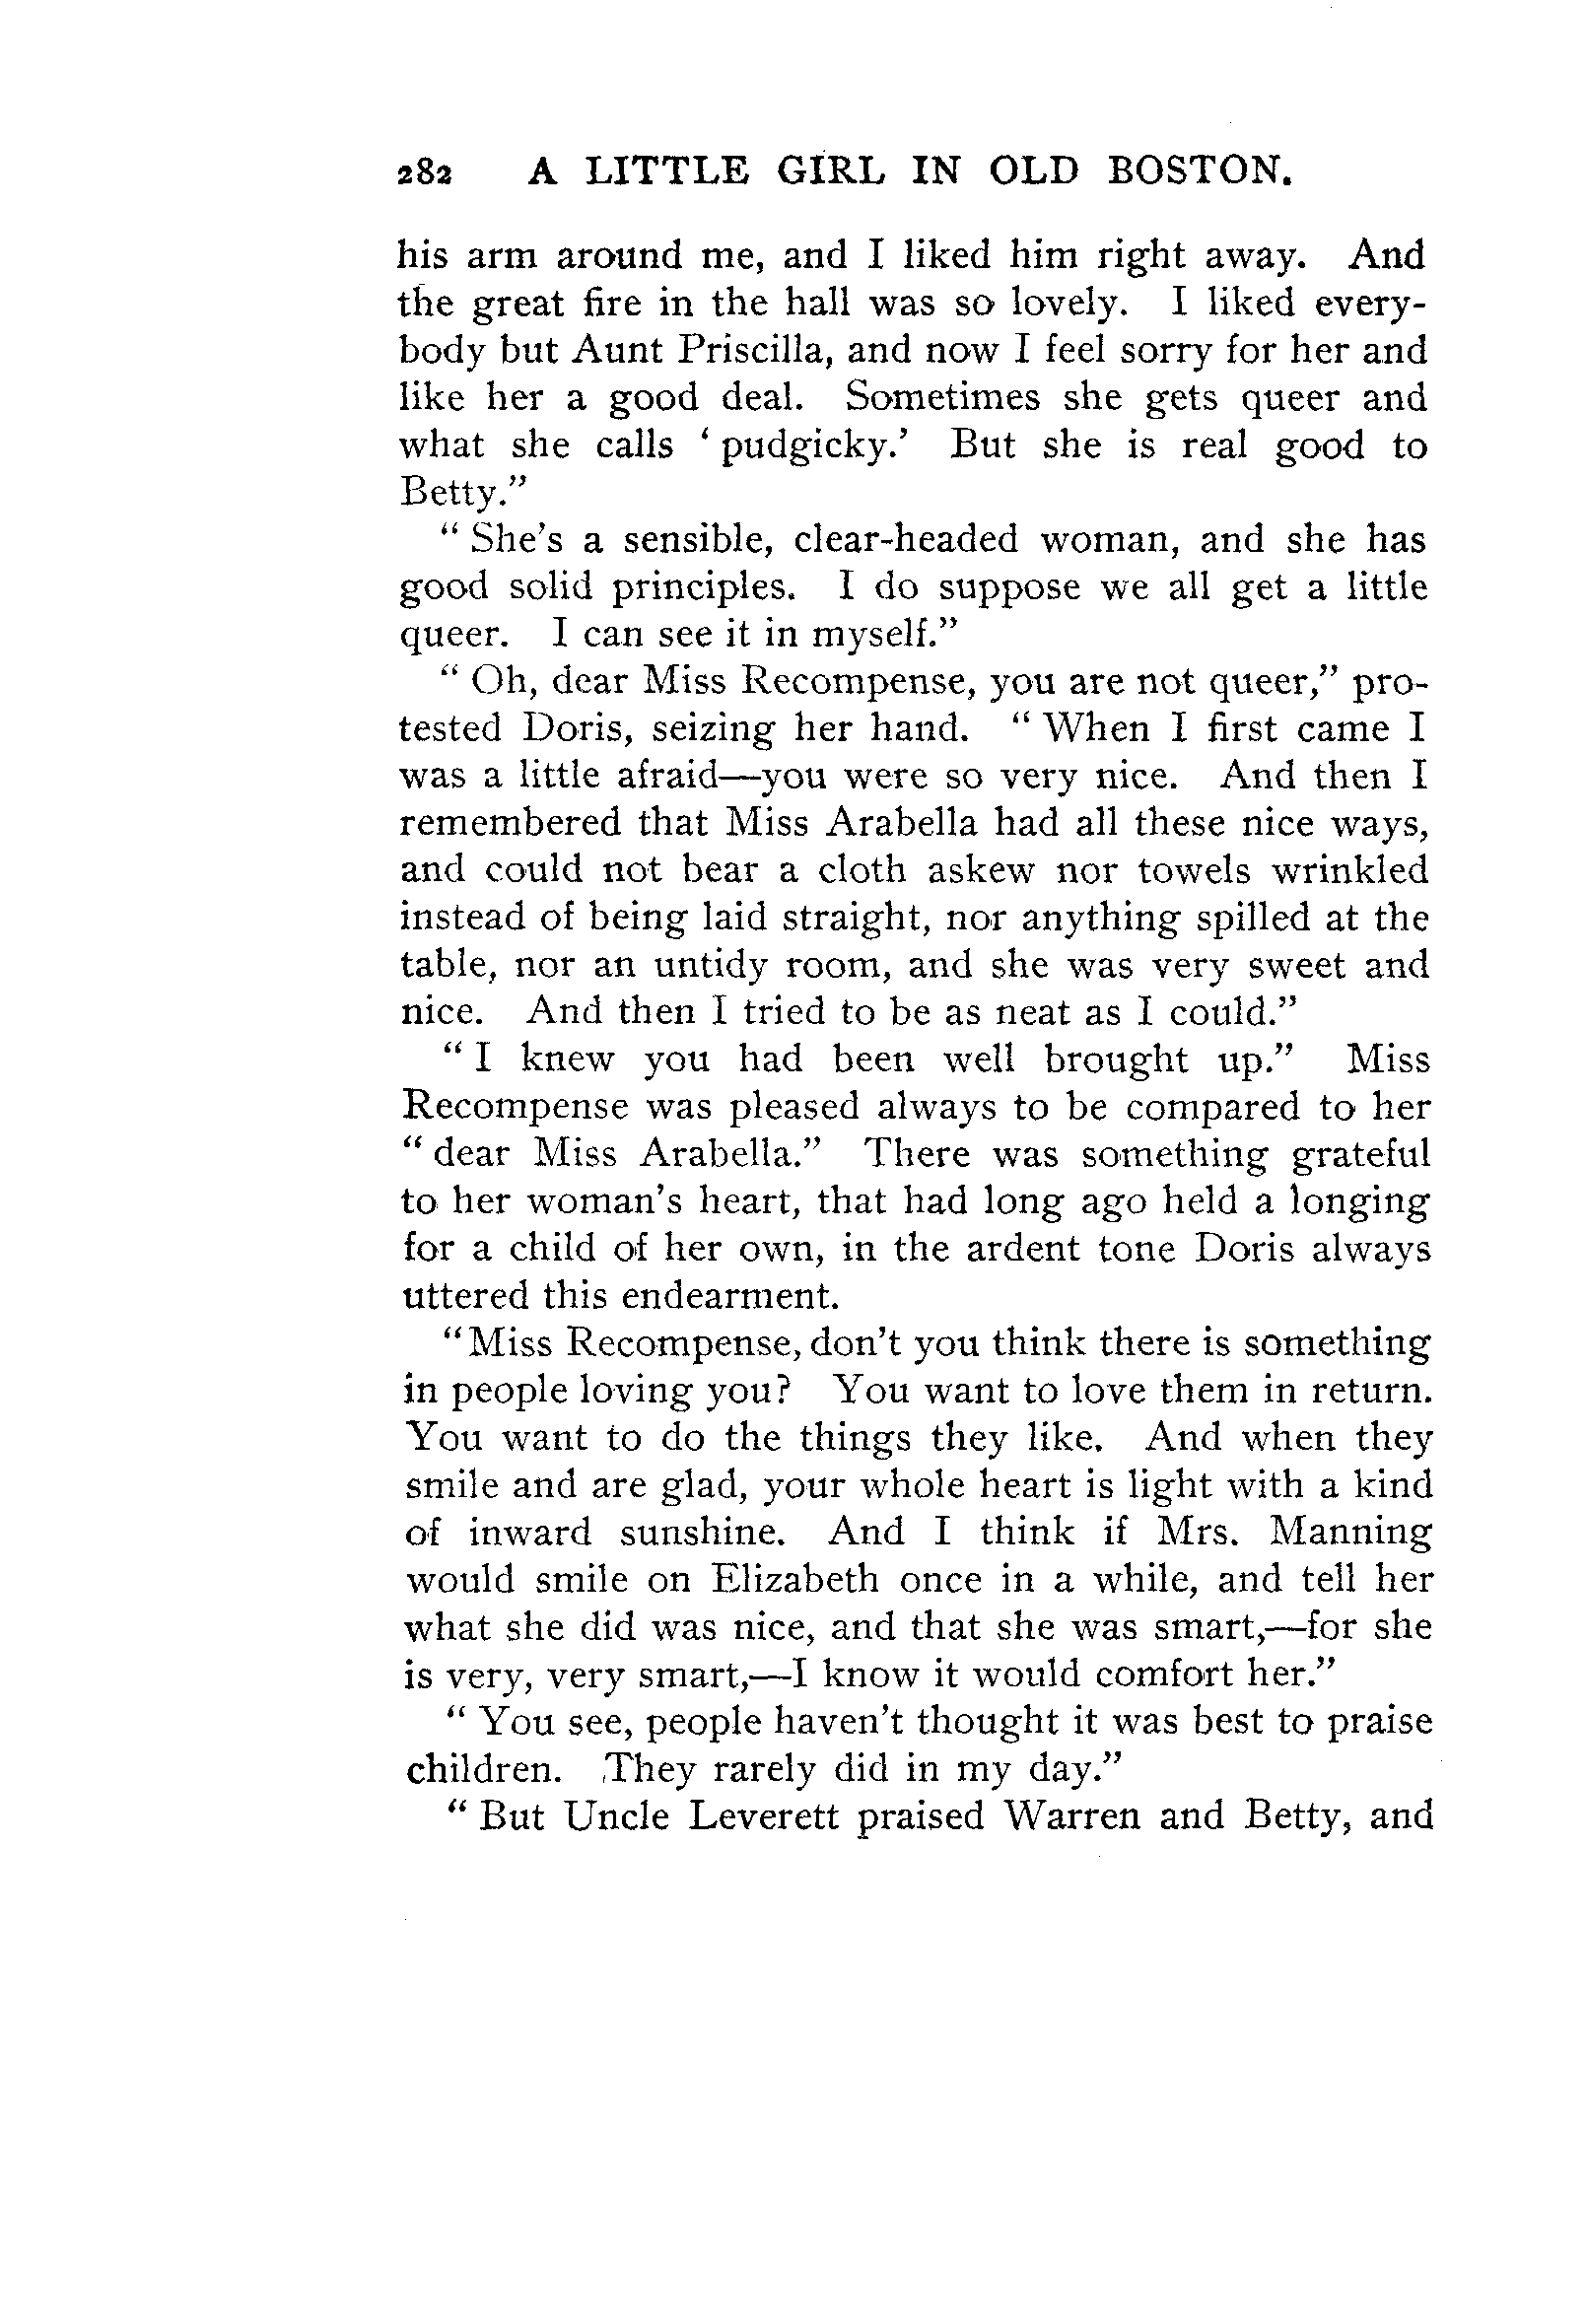 282 A LITTLE GIRL IN OLD BOSTON.
his arm around me, and I liked him right away. And
the great fire in the hall was so lovely. I liked every-
body but Aunt Priscilla, and now I feel sorry for her and
like her a good deal. Sometimes she gets queer and
what she calls ‘pudgicky.’ But she is real good to
Betty.”
“She’s a sensible, clear-headed woman, and she has
good solid principles. I do suppose we all get a little
queer. I can see it in myself.”
“Oh, dear Miss Recompense, you are not queer,” pro-
tested Doris, seizing her hand. “When I first came I
was a little afraid—you were so very nice. And then I
remembered that Miss Arabella had all these nice ways,
and could not bear a cloth askew nor towels wrinkled
instead of being laid straight, nor anything spilled at the
table, nor an untidy room, and she was very sweet and
nice. And then I tried to be as neat as I could.”
“I knew you had been well brought up.” Miss
Recompense was pleased always to be compared to her
“dear Miss Arabella.” There was something grateful
to her woman’s heart, that had long ago held a longing
for a child of her own, in the ardent tone Doris always
uttered this endearment.
“Miss Recompense, don’t you think there is something
in people loving you? You want to love them in return.
You want to do the things they like. And when they
smile and are glad, your whole heart is light with a kind
of inward sunshine. And I think if Mrs. Manning
would smile on Elizabeth once in a while, and tell her
what she did was nice, and that she was smart,—for she
is very, very smart,—I know it would comfort her.”
“You see, people haven’t thought it was best to praise
children. They rarely did in my day.”
“But Uncle Leverett praised Warren and Betty, and